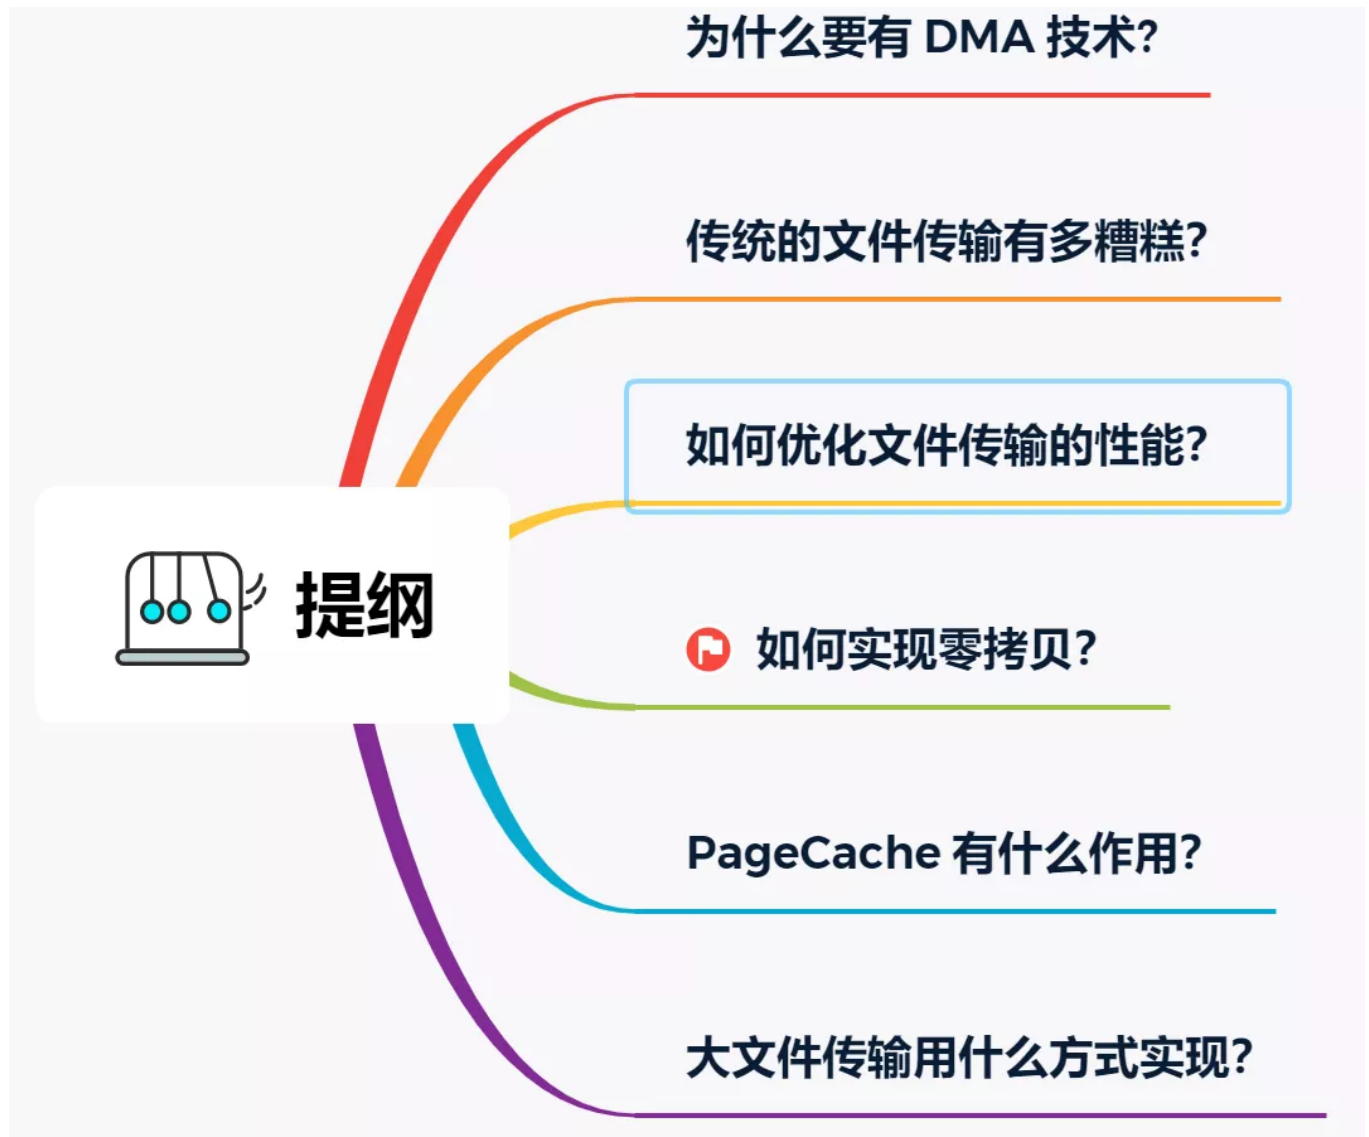 为什么要有 DMA 技术？
传统的文件传输有多糟糕？
如何优化文件传输的性能？
提纲
如何实现零拷贝？
PageCache 有什么作用？
大文件传输用什么方式实现？